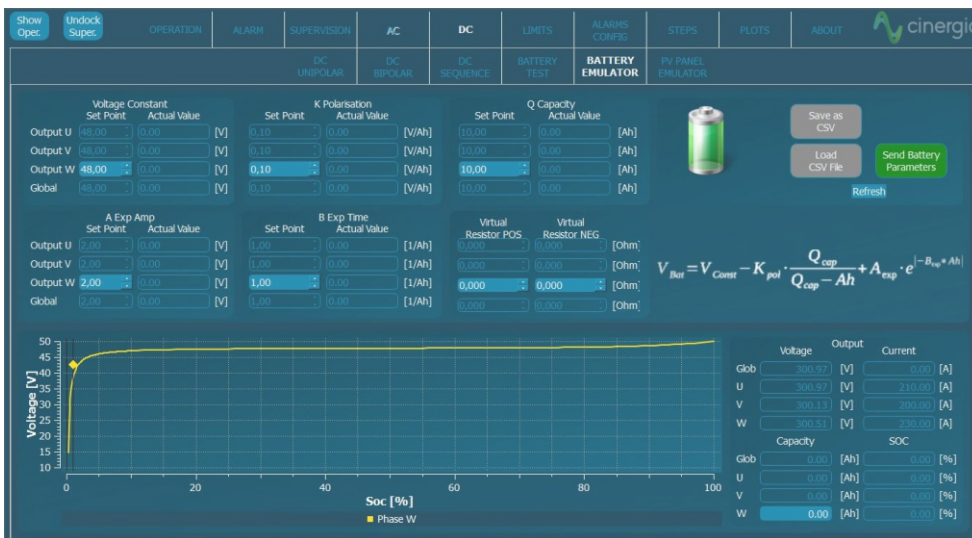 Show Oper.
Undock Super.
OPERATION
ALARM
SUPERVISION
AC
DC
LIMITS
ALARMS CONFIG
STEPS
PLOTS
ABOUT
cinergia
DC UNIPOLAR
DC BIPOLAR
DC SEQUENCE
BATTERY TEST
BATTERY EMULATOR
PV PANEL EMULATOR
Voltage Constant
Set Point Actual Value
Output U 48,00 0.00 [V]
Output V 48,00 0.00 [V]
Output W 48,00 0.00 [V]
Global 48,00 0.00 [V]
K Polarisation
Set Point Actual Value
0,10 0.00 [V/Ah]
0,10 0.00 [V/Ah]
0,10 0.00 [V/Ah]
0,10 0.00 [V/Ah]
Q Capacity
Set Point Actual Value
10,00 0.00 [Ah]
10,00 0.00 [Ah]
10,00 0.00 [Ah]
10,00 0.00 [Ah]
Save as CSV
Load CSV File
Send Battery Parameters
Refresh
A Exp Amp
Set Point Actual Value
Output U 2,00 0.00 [V]
Output V 2,00 0.00 [V]
Output W 2,00 0.00 [V]
Global 2,00 0.00 [V]
B Exp Time
Set Point Actual Value
1,00 0.00 [1/Ah]
1,00 0.00 [1/Ah]
1,00 0.00 [1/Ah]
1,00 0.00 [1/Ah]
Virtual Resistor POS
Virtual Resistor NEG
0,000 0,000 [Ohm]
0,000 0,000 [Ohm]
0,000 0,000 [Ohm]
0,000 0,000 [Ohm]
V Bat = V Const − K pol · Q cap / Q cap − Ah + A exp · e |−B exp * Ah|
Voltage [V]
50
45
40
35
30
25
20
15
10
0 20 40 60 80 100
Soc [%]
Phase W
Output
Voltage Current
Glob 300.97 [V] 0.00 [A]
U 300.97 [V] 210.00 [A]
V 300.13 [V] 200.00 [A]
W 300.51 [V] 230.00 [A]
Capacity SOC
Glob 0.00 [Ah] 0.00 [%]
U 0.00 [Ah] 0.00 [%]
V 0.00 [Ah] 0.00 [%]
W 0.00 [Ah] 0.00 [%]